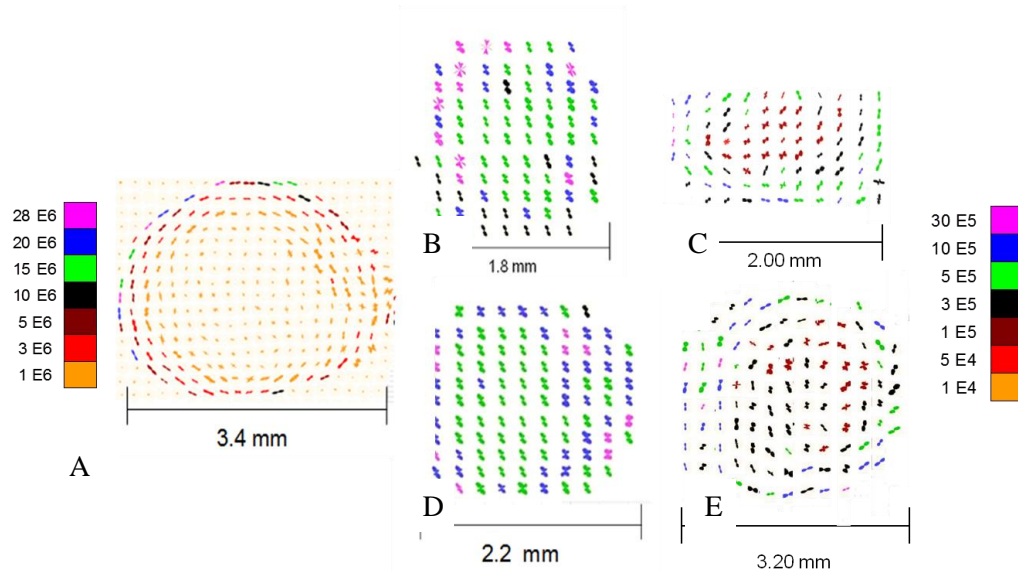 28 E6
20 E6
15 E6
10 E6
5 E6
3 E6
1 E6
3.4 mm
A
B
1.8 mm
C
2.00 mm
D
2.2 mm
E
3.20 mm
30 E5
10 E5
5 E5
3 E5
1 E5
5 E4
1 E4